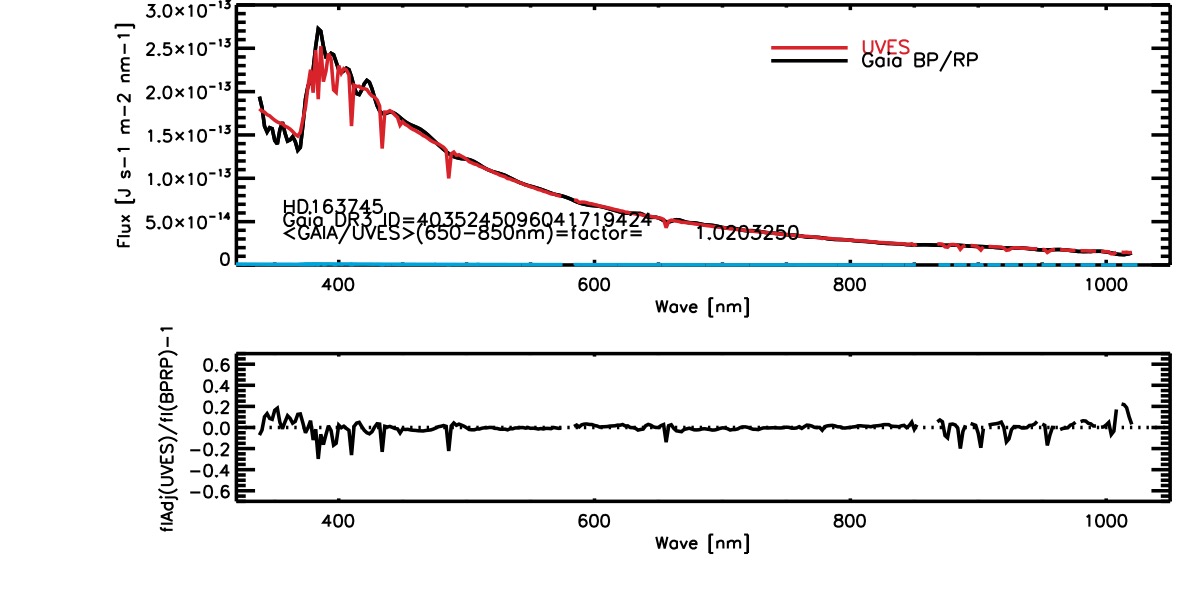 3.0×10−13
2.5×10−13
2.0×10−13
1.5×10−13
1.0×10−13
5.0×10−14
0
Flux [J s−1 m−2 nm−1]
UVES
Gaia BP/RP
HD163745
Gaia DR3 ID=4035245096041719424
<GAIA/UVES>(650−850nm)=factor= 1.0203250
400 600 800 1000
Wave [nm]
flAdj(UVES)/fl(BPRP)−1
0.6
0.4
0.2
0.0
−0.2
−0.4
−0.6
400 600 800 1000
Wave [nm]